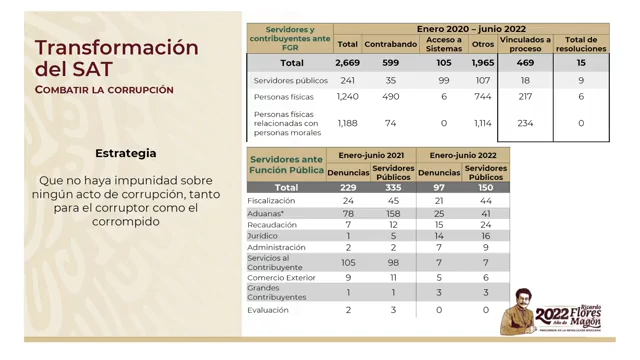 Transformación
del SAT
COMBATIR LA CORRUPCIÓN
Estrategia
Que no haya impunidad sobre
ningún acto de corrupción, tanto
para el corruptor como el
corrompido
Servidores y
contribuyentes ante
FGR
Enero 2020 – junio 2022
Total Contrabando Acceso a Sistemas Otros Vinculados a proceso Total de resoluciones
Total 2,669 599 105 1,965 469 15
Servidores públicos 241 35 99 107 18 9
Personas físicas 1,240 490 6 744 217 6
Personas físicas
relacionadas con 1,188 74 0 1,114 234 0
personas morales
Servidores ante
Función Pública
Enero-junio 2021 Enero-junio 2022
Denuncias Servidores Públicos Denuncias Servidores Públicos
Total 229 335 97 150
Fiscalización 24 45 21 44
Aduanas* 78 158 25 41
Recaudación 7 12 15 24
Jurídico 1 5 14 16
Administración 2 2 7 9
Servicios al
Contribuyente 105 98 7 7
Comercio Exterior 9 11 5 6
Grandes
Contribuyentes 1 1 3 3
Evaluación 2 3 0 0
2022 Ricardo
Año de Flores
Magón
PRECURSOR DE LA REVOLUCIÓN MEXICANA